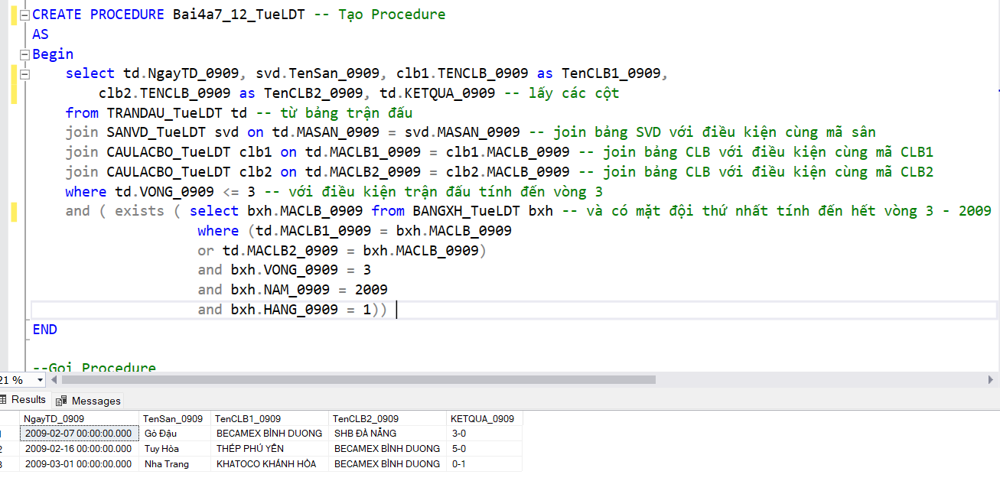 CREATE PROCEDURE Bai4a7_12_TueLDT -- Tạo Procedure
AS
Begin
select td.NgayTD_0909, svd.TenSan_0909, clb1.TENCLB_0909 as TenCLB1_0909,
clb2.TENCLB_0909 as TenCLB2_0909, td.KETQUA_0909 -- lấy các cột
from TRANDAU_TueLDT td -- từ bảng trận đấu
join SANVD_TueLDT svd on td.MASAN_0909 = svd.MASAN_0909 -- join bảng SVD với điều kiện cùng mã sân
join CAULACBO_TueLDT clb1 on td.MACLB1_0909 = clb1.MACLB_0909 -- join bảng CLB với điều kiện cùng mã CLB1
join CAULACBO_TueLDT clb2 on td.MACLB2_0909 = clb2.MACLB_0909 -- join bảng CLB với điều kiện cùng mã CLB2
where td.VONG_0909 <= 3 -- với điều kiện trận đấu tính đến vòng 3
and ( exists ( select bxh.MACLB_0909 from BANGXH_TueLDT bxh -- và có mặt đội thứ nhất tính đến hết vòng 3 - 2009
where (td.MACLB1_0909 = bxh.MACLB_0909
or td.MACLB2_0909 = bxh.MACLB_0909)
and bxh.VONG_0909 = 3
and bxh.NAM_0909 = 2009
and bxh.HANG_0909 = 1))
END
--Gọi Procedure
21 %
Results Messages
NgayTD_0909 TenSan_0909 TenCLB1_0909 TenCLB2_0909 KETQUA_0909
2009-02-07 00:00:00.000 Gò Đậu BECAMEX BÌNH DUONG SHB ĐÀ NẴNG 3-0
2 2009-02-16 00:00:00.000 Tuy Hòa THÉP PHÚ YÊN BECAMEX BÌNH DUONG 5-0
3 2009-03-01 00:00:00.000 Nha Trang KHATOCO KHÁNH HÒA BECAMEX BÌNH DUONG 0-1